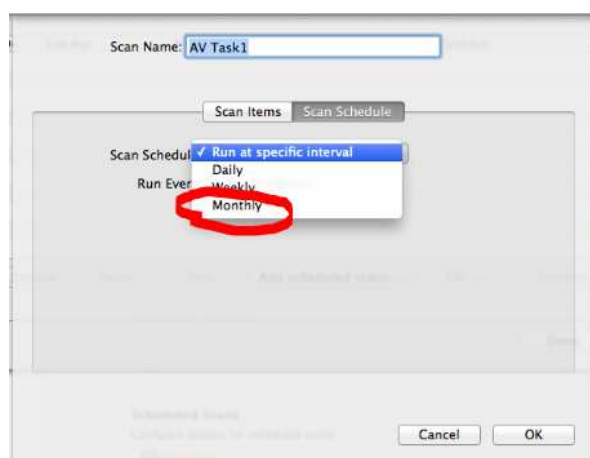 Scan Name: AV Task1
Scan Items Scan Schedule
Scan Schedul ✓ Run at specific interval
Daily
Run Ever Weekly
Monthly
Add scheduled scans
Done
Scheduled Scans
Cancel OK